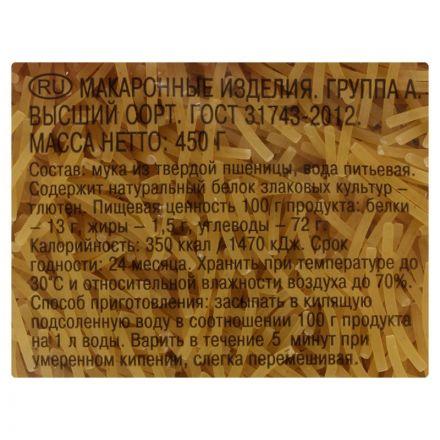 RU МАКАРОННЫЕ ИЗДЕЛИЯ. ГРУППА А.
ВЫСШИЙ СОРТ. ГОСТ 31743-2012.
МАССА НЕТТО: 450 Г
Состав: мука из твердой пшеницы, вода питьевая.
Содержит натуральный белок злаковых культур –
глютен. Пищевая ценность 100 г продукта: белки
– 13 г, жиры – 1,5 г, углеводы – 72 г.
Калорийность: 350 ккал 1470 кДж. Срок
годности: 24 месяца. Хранить при температуре до
30°С и относительной влажности воздуха до 70%.
Способ приготовления: засыпать в кипящую
подсоленную воду в соотношении 100 г продукта
на 1 л воды. Варить в течение 5 минут при
умеренном кипении, слегка перемешивая.